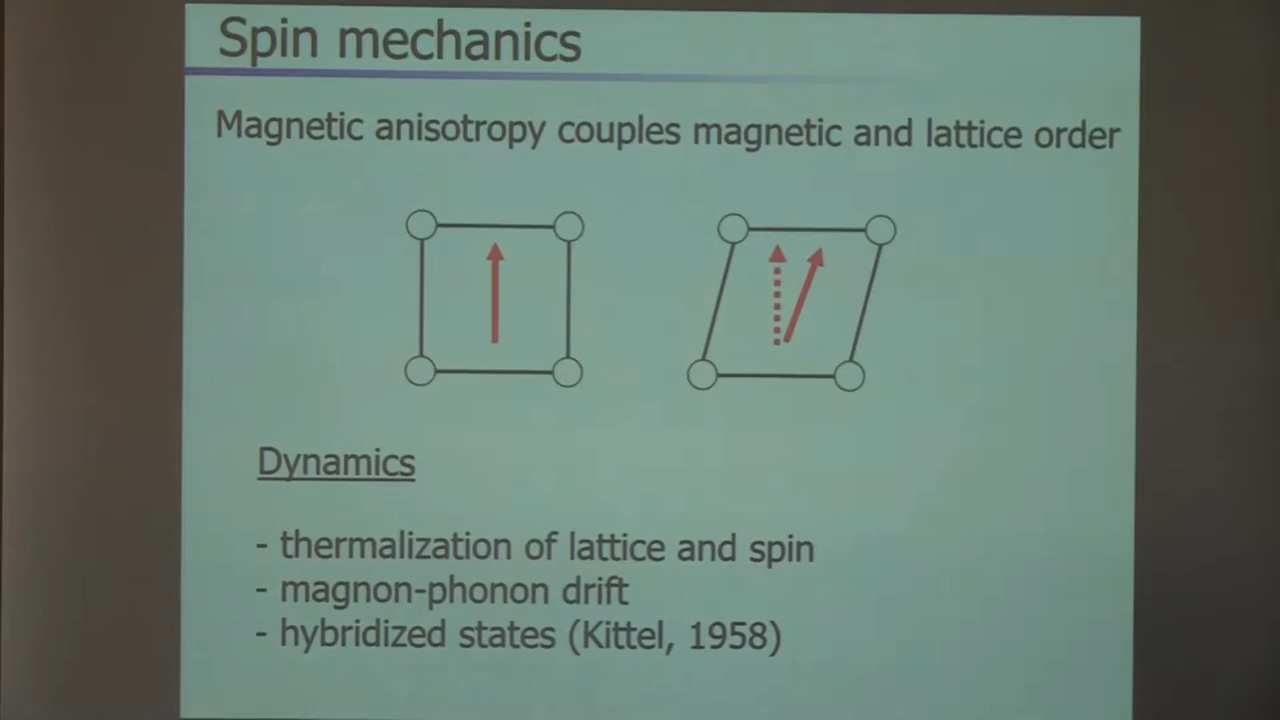 Spin mechanics
Magnetic anisotropy couples magnetic and lattice order
Dynamics
- thermalization of lattice and spin
- magnon-phonon drift
- hybridized states (Kittel, 1958)